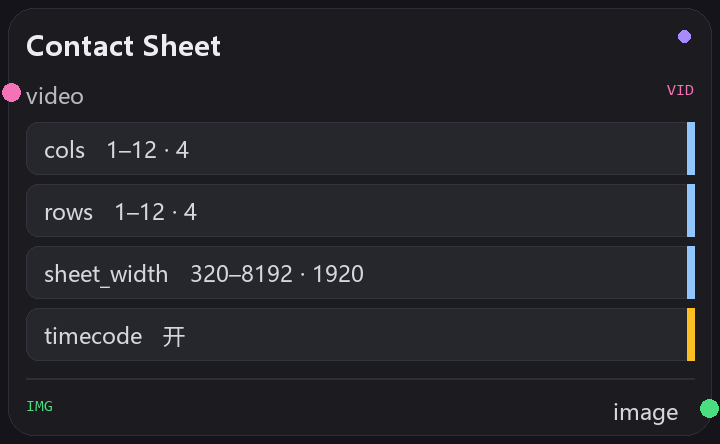 Contact Sheet
video VID
cols 1–12 · 4
rows 1–12 · 4
sheet_width 320–8192 · 1920
timecode 开
IMG image